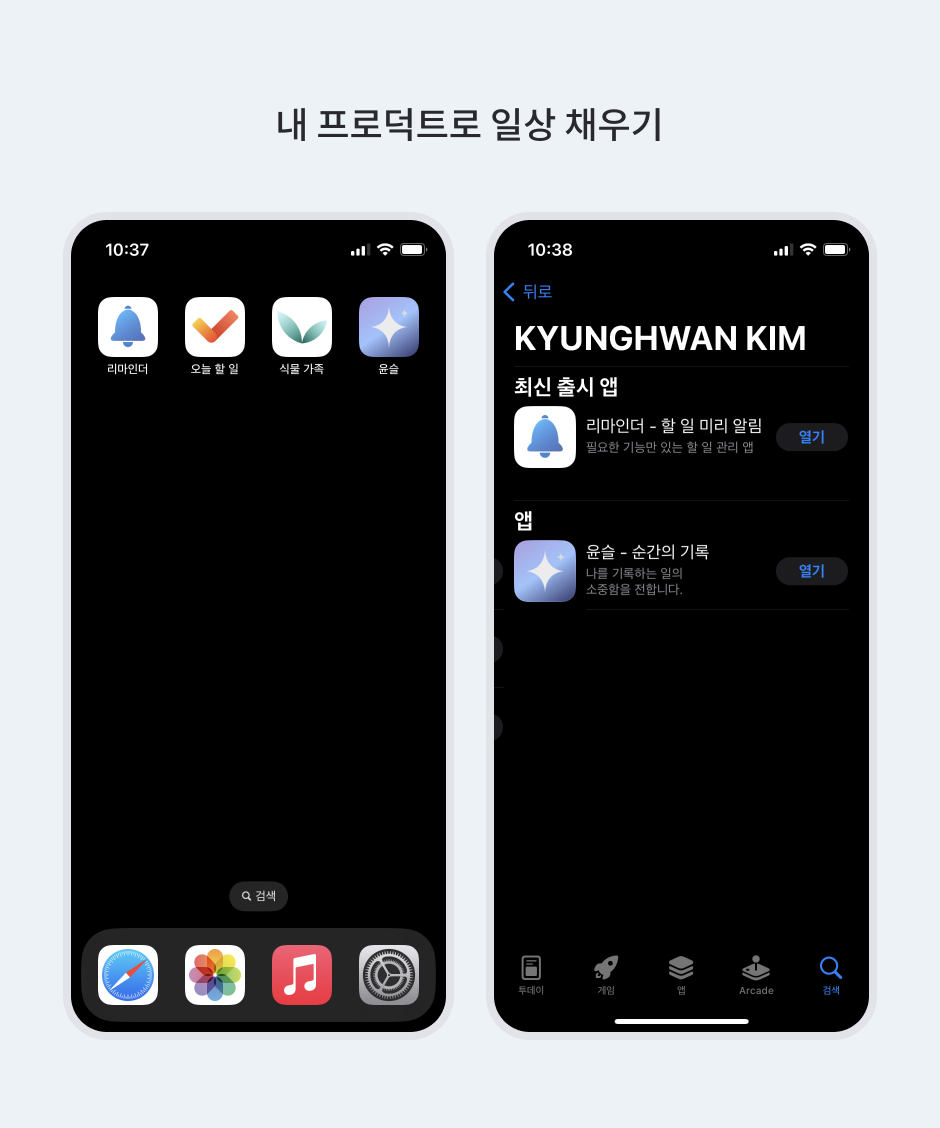 내 프로덕트로 일상 채우기
10:37
리마인더
오늘 할 일
식물 가족
윤슬
검색
10:38
뒤로
KYUNGHWAN KIM
최신 출시 앱
리마인더 - 할 일 미리 알림
필요한 기능만 있는 할 일 관리 앱
열기
앱
윤슬 - 순간의 기록
나를 기록하는 일의
소중함을 전합니다.
열기
투데이
게임
앱
Arcade
검색